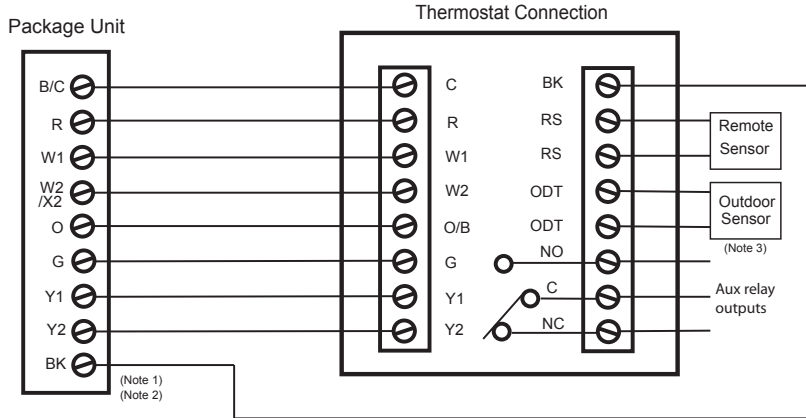 Thermostat Connection
Package Unit
B/C
R
W1
W2
/X2
O
G
Y1
Y2
BK
(Note 1)
(Note 2)
C
R
W1
W2
O/B
G
Y1
Y2
BK
RS
RS
ODT
ODT
NO
C
NC
Remote
Sensor
Outdoor
Sensor
(Note 3)
Aux relay
outputs